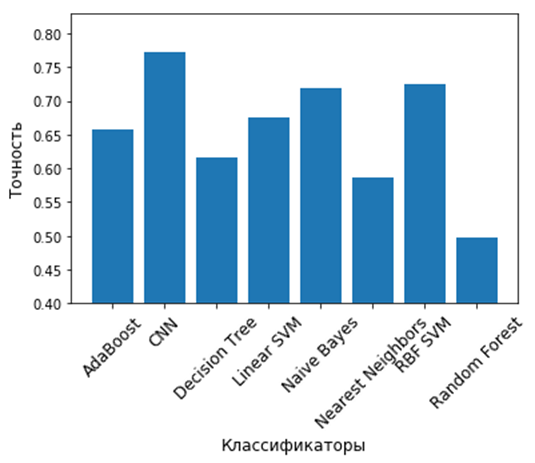 0.80
0.75
0.70
0.65
0.60
0.55
0.50
0.45
0.40
Точность
AdaBoost
CNN
Decision Tree
Linear SVM
Naive Bayes
Nearest Neighbors
RBF SVM
Random Forest
Классификаторы